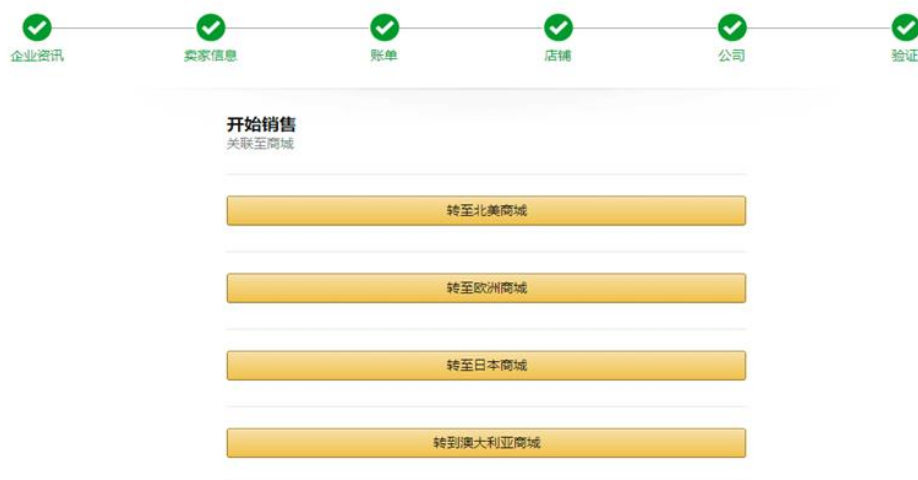 企业资讯
卖家信息
账单
店铺
公司
验证
开始销售
关联至商城
转至北美商城
转至欧洲商城
转至日本商城
转到澳大利亚商城